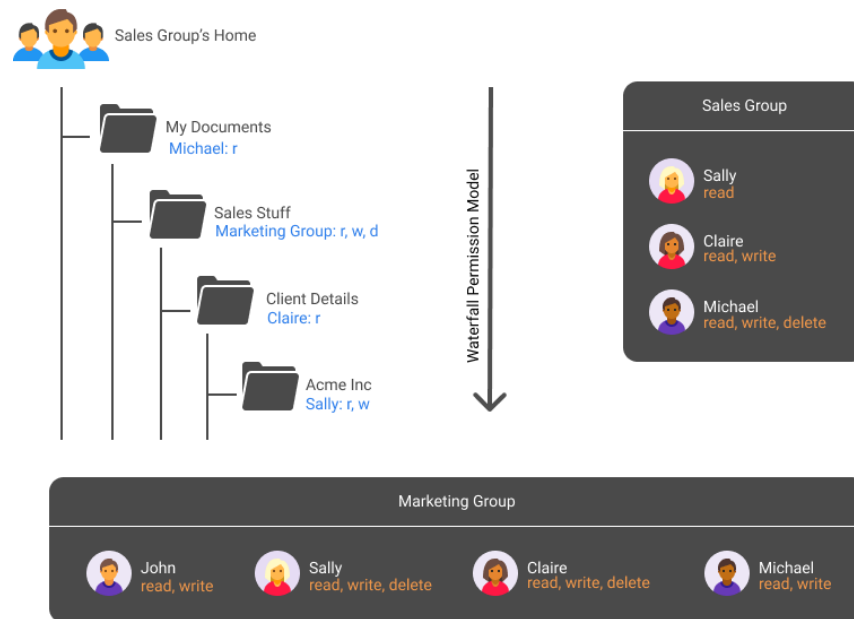 Sales Group's Home
My Documents
Michael: r
Sales Stuff
Marketing Group: r, w, d
Client Details
Claire: r
Acme Inc
Sally: r, w
Waterfall Permission Model
Sales Group
Sally
read
Claire
read, write
Michael
read, write, delete
Marketing Group
John
read, write
Sally
read, write, delete
Claire
read, write, delete
Michael
read, write